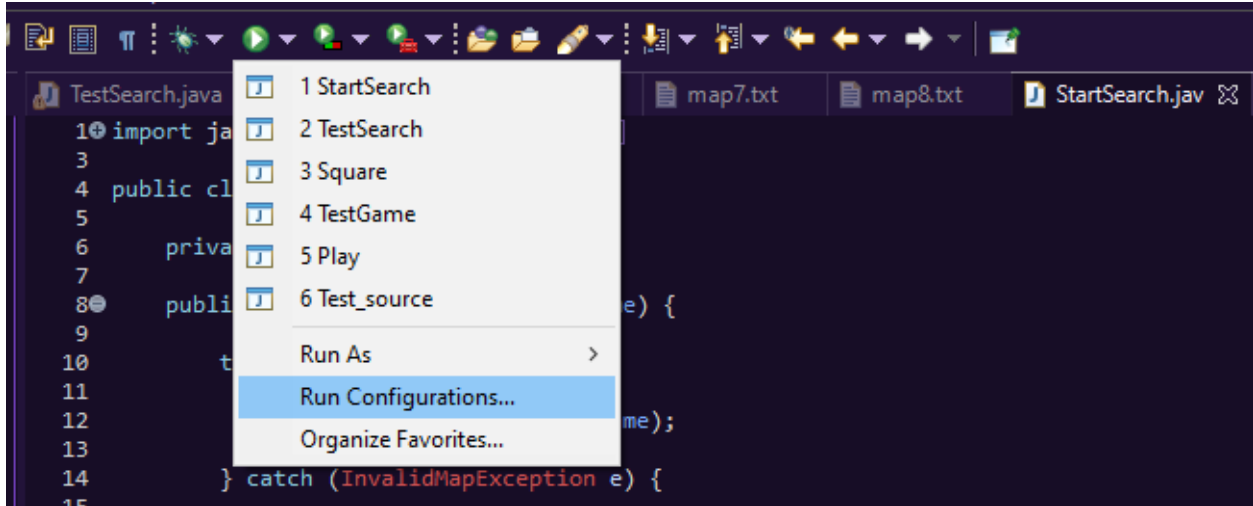 TestSearch.java
map7.txt
map8.txt
StartSearch.jav
1 StartSearch
2 TestSearch
3 Square
4 TestGame
5 Play
6 Test_source
Run As
Run Configurations...
Organize Favorites...
1 import ja
3
4 public cl
5
6 priva
7
8 publi e) {
9
10 t
11
12 me);
13
14 } catch (InvalidMapException e) {
15